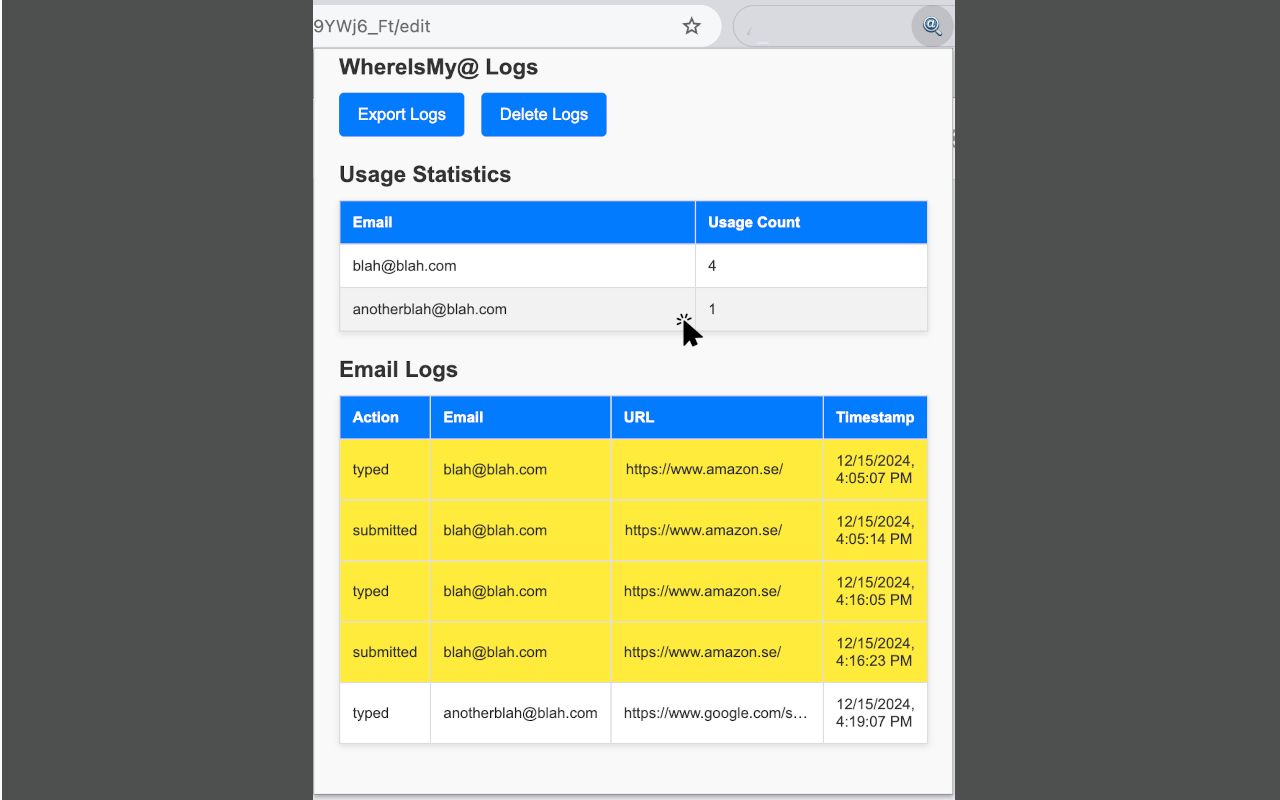 9YWj6_Ft/edit
WhereIsMy@ Logs
Export Logs Delete Logs
Usage Statistics
Email Usage Count
blah@blah.com 4
anotherblah@blah.com 1
Email Logs
Action Email URL Timestamp
typed blah@blah.com https://www.amazon.se/ 12/15/2024,
4:05:07 PM
submitted blah@blah.com https://www.amazon.se/ 12/15/2024,
4:05:14 PM
typed blah@blah.com https://www.amazon.se/ 12/15/2024,
4:16:05 PM
submitted blah@blah.com https://www.amazon.se/ 12/15/2024,
4:16:23 PM
typed anotherblah@blah.com https://www.google.com/s... 12/15/2024,
4:19:07 PM